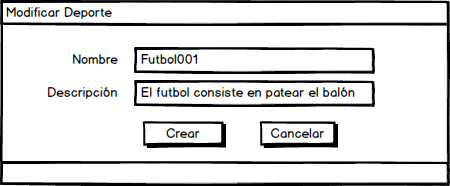 Modificar Deporte
Nombre Futbol001
Descripción El futbol consiste en patear el balón
Crear Cancelar